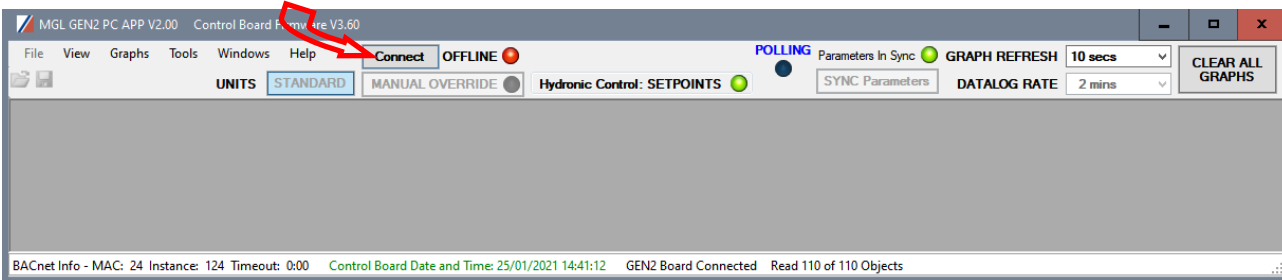 MGL GEN2 PC APP V2.00 Control Board Firmware V3.60
File View Graphs Tools Windows Help Connect OFFLINE POLLING Parameters In Sync GRAPH REFRESH 10 secs CLEAR ALL GRAPHS
UNITS STANDARD MANUAL OVERRIDE Hydronic Control: SETPOINTS SYNC Parameters DATALOG RATE 2 mins
BACnet Info - MAC: 24 Instance: 124 Timeout: 0:00 Control Board Date and Time: 25/01/2021 14:41:12 GEN2 Board Connected Read 110 of 110 Objects